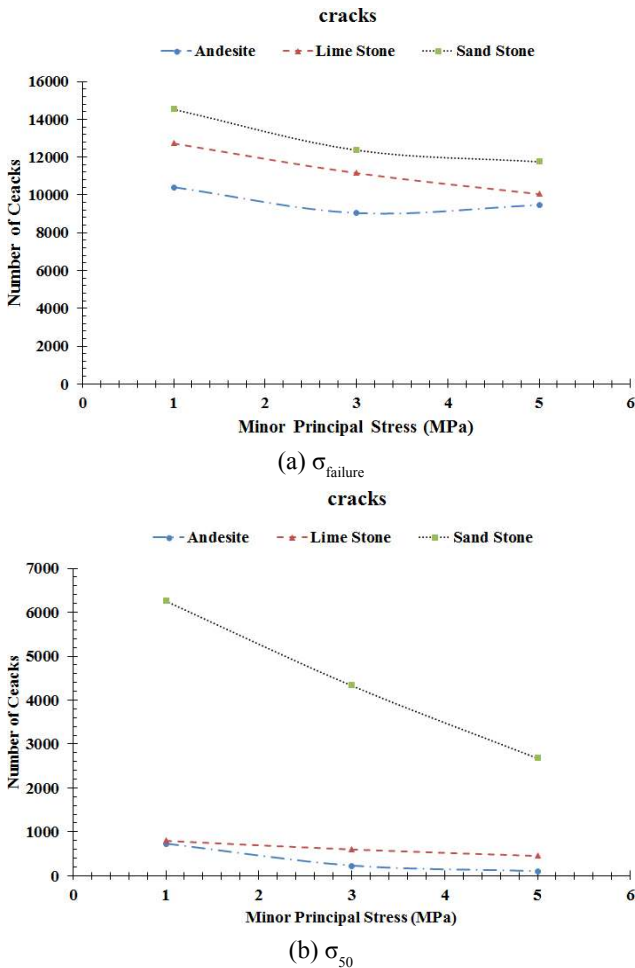 cracks
Andesite Lime Stone Sand Stone
16000
14000
12000
10000
8000
6000
4000
2000
0
Number of Ceacks
0 1 2 3 4 5 6
Minor Principal Stress (MPa)
(a) σfailure
cracks
Andesite Lime Stone Sand Stone
7000
6000
5000
4000
3000
2000
1000
0
Number of Ceacks
0 1 2 3 4 5 6
Minor Principal Stress (MPa)
(b) σ50